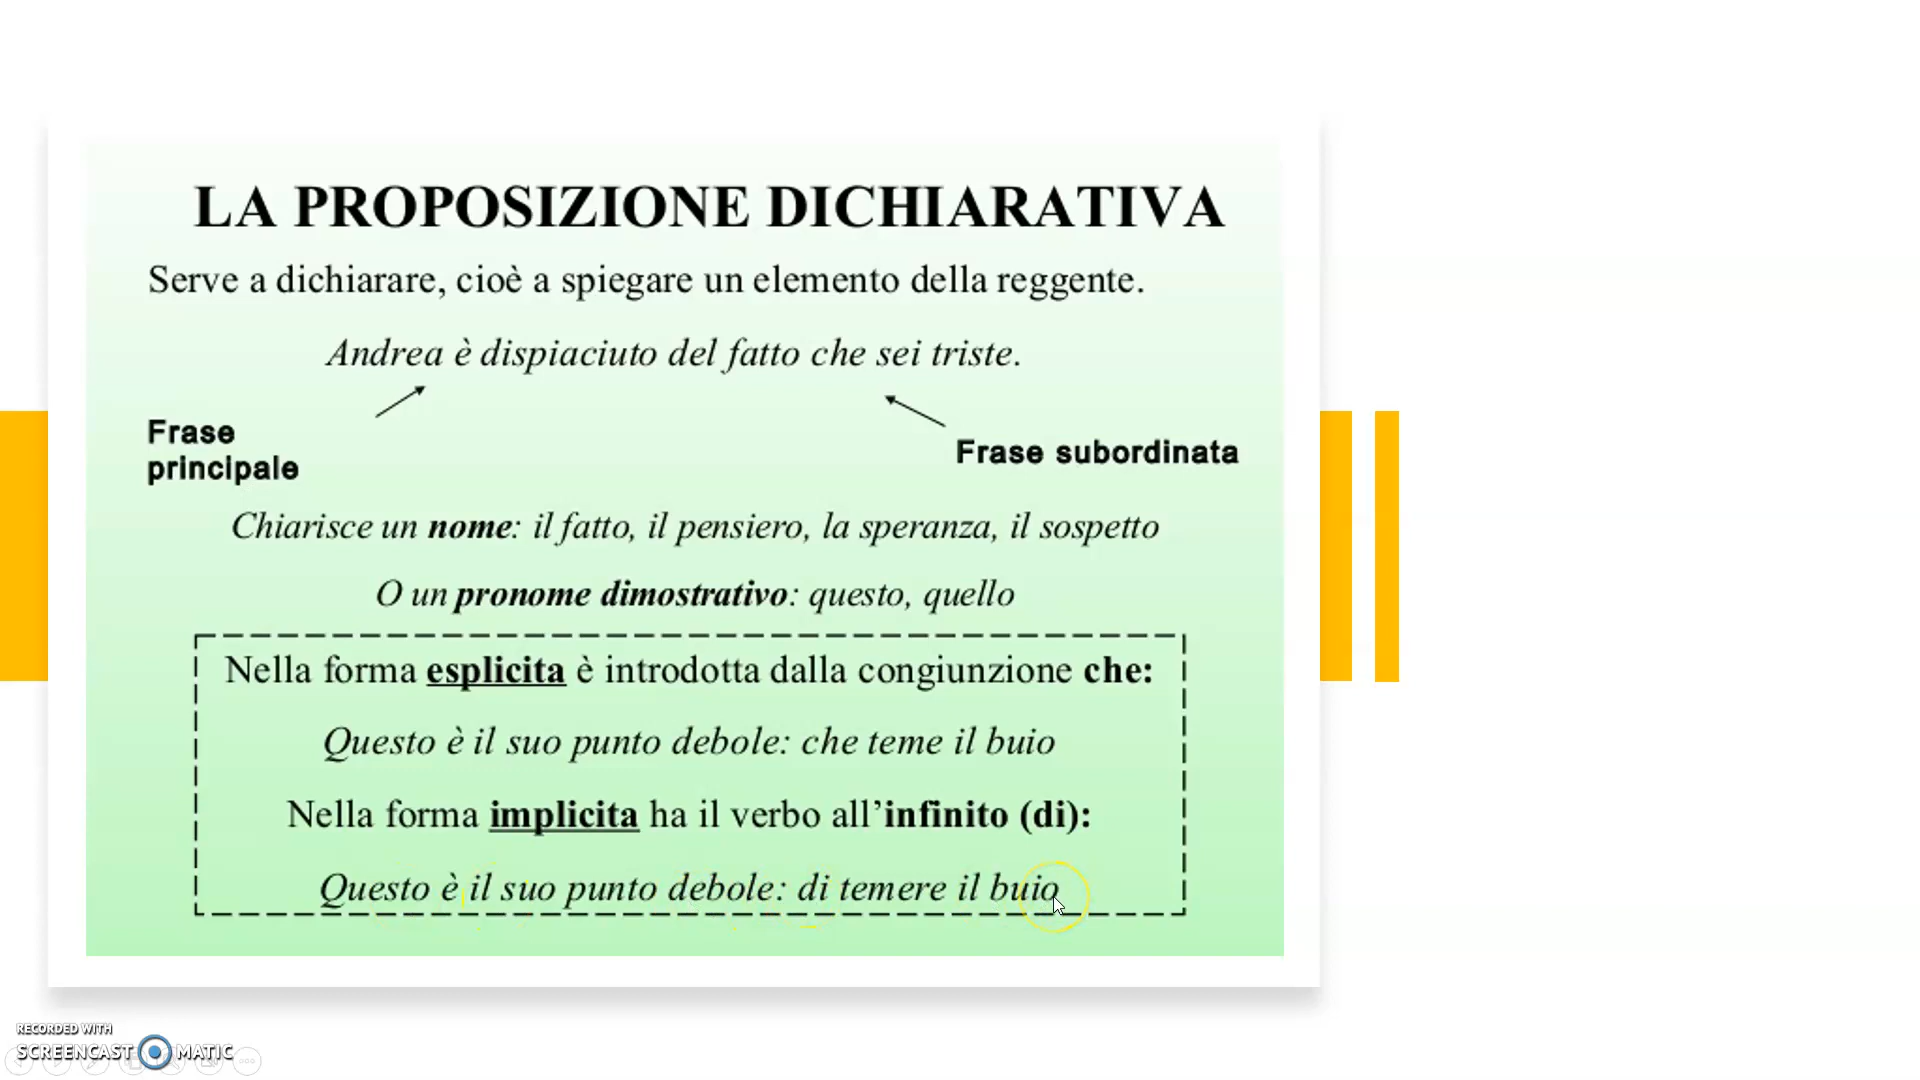 LA PROPOSIZIONE DICHIARATIVA
Serve a dichiarare, cioè a spiegare un elemento della reggente.
Andrea è dispiaciuto del fatto che sei triste.
Frase
principale
Frase subordinata
Chiarisce un nome: il fatto, il pensiero, la speranza, il sospetto
O un pronome dimostrativo: questo, quello
Nella forma esplicita è introdotta dalla congiunzione che:
Questo è il suo punto debole: che teme il buio
Nella forma implicita ha il verbo all’infinito (di):
Questo è il suo punto debole: di temere il buio
RECORDED WITH
SCREENCAST MATIC